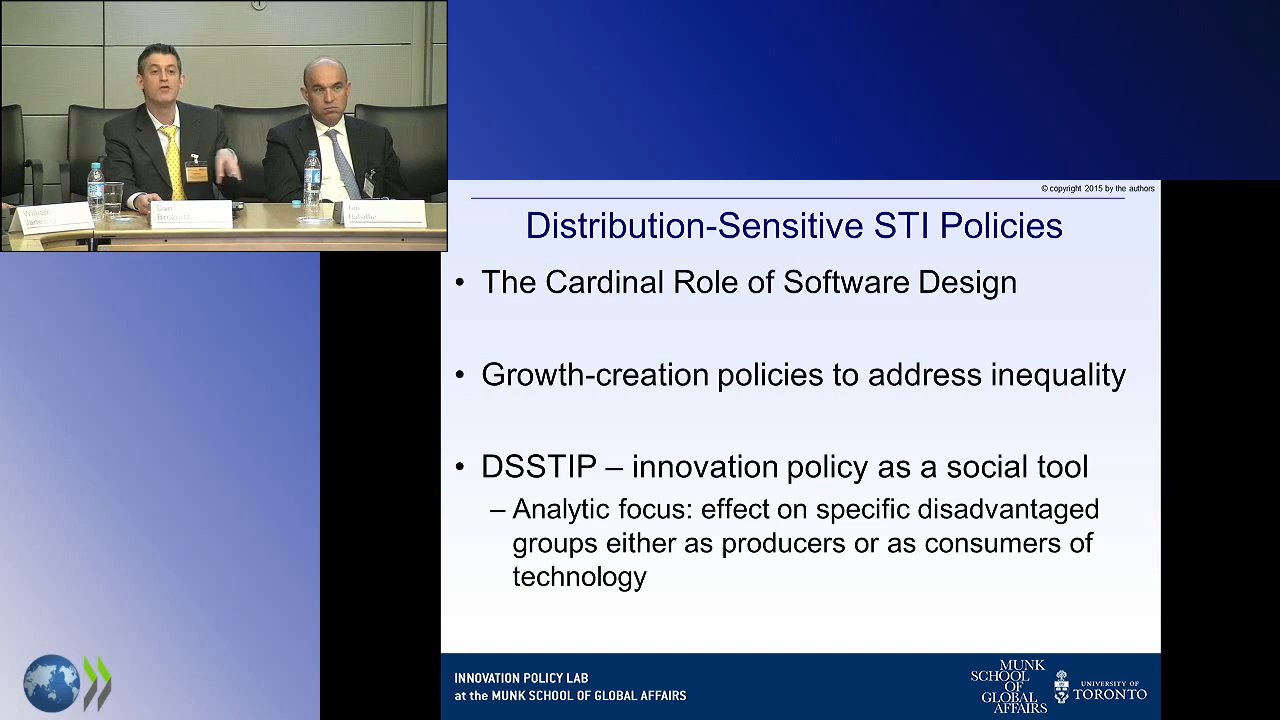 William
Dan
Breznitz
© copyright 2015 by the authors
Distribution-Sensitive STI Policies
• The Cardinal Role of Software Design
• Growth-creation policies to address inequality
• DSSTIP – innovation policy as a social tool
– Analytic focus: effect on specific disadvantaged
groups either as producers or as consumers of
technology
INNOVATION POLICY LAB
at the MUNK SCHOOL OF GLOBAL AFFAIRS
MUNK
SCHOOL
OF
GLOBAL
AFFAIRS
UNIVERSITY OF
TORONTO